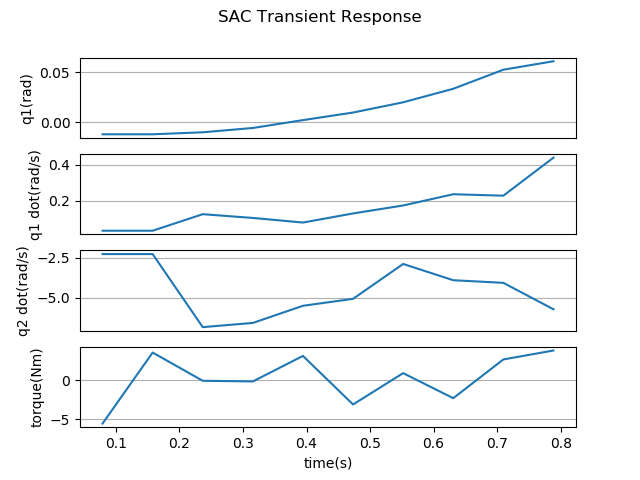 SAC Transient Response
q1(rad)
0.05
0.00
q1 dot(rad/s)
0.4
0.2
q2 dot(rad/s)
−2.5
−5.0
torque(Nm)
0
−5
0.1 0.2 0.3 0.4 0.5 0.6 0.7 0.8
time(s)